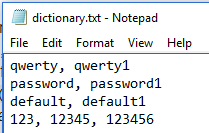 dictionary.txt - Notepad
File Edit Format View Help
qwerty, qwerty1
password, password1
default, default1
123, 12345, 123456